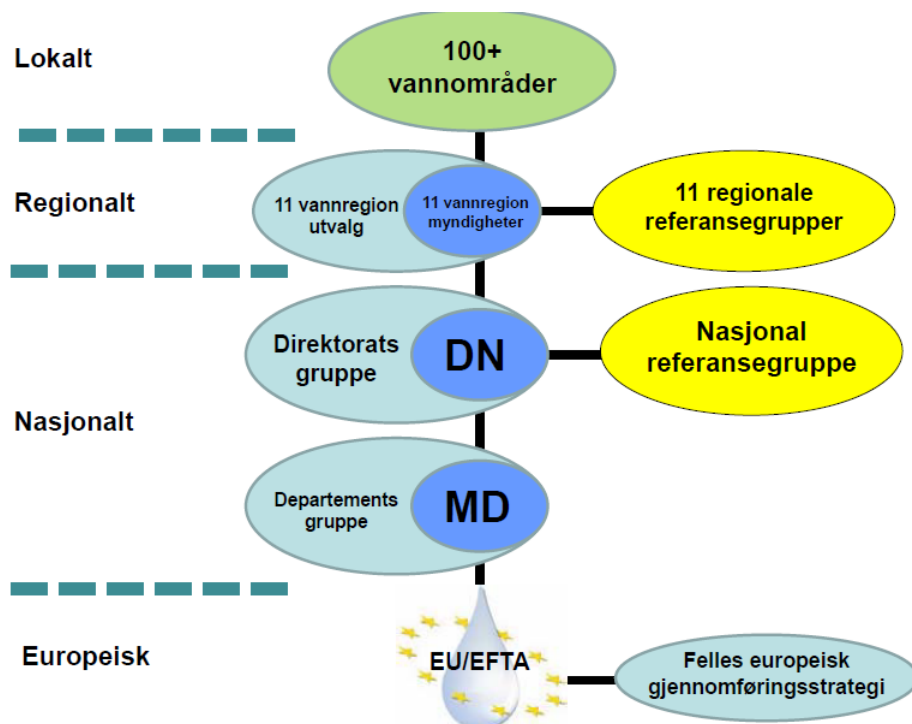 Lokalt
100+
vannområder
Regionalt
11 vannregion
utvalg
11 vannregion
myndigheter
11 regionale
referansegrupper
Nasjonalt
Direktorats
gruppe
DN
Nasjonal
referansegruppe
Departements
gruppe
MD
Europeisk
EU/EFTA
Felles europeisk
gjennomføringsstrategi